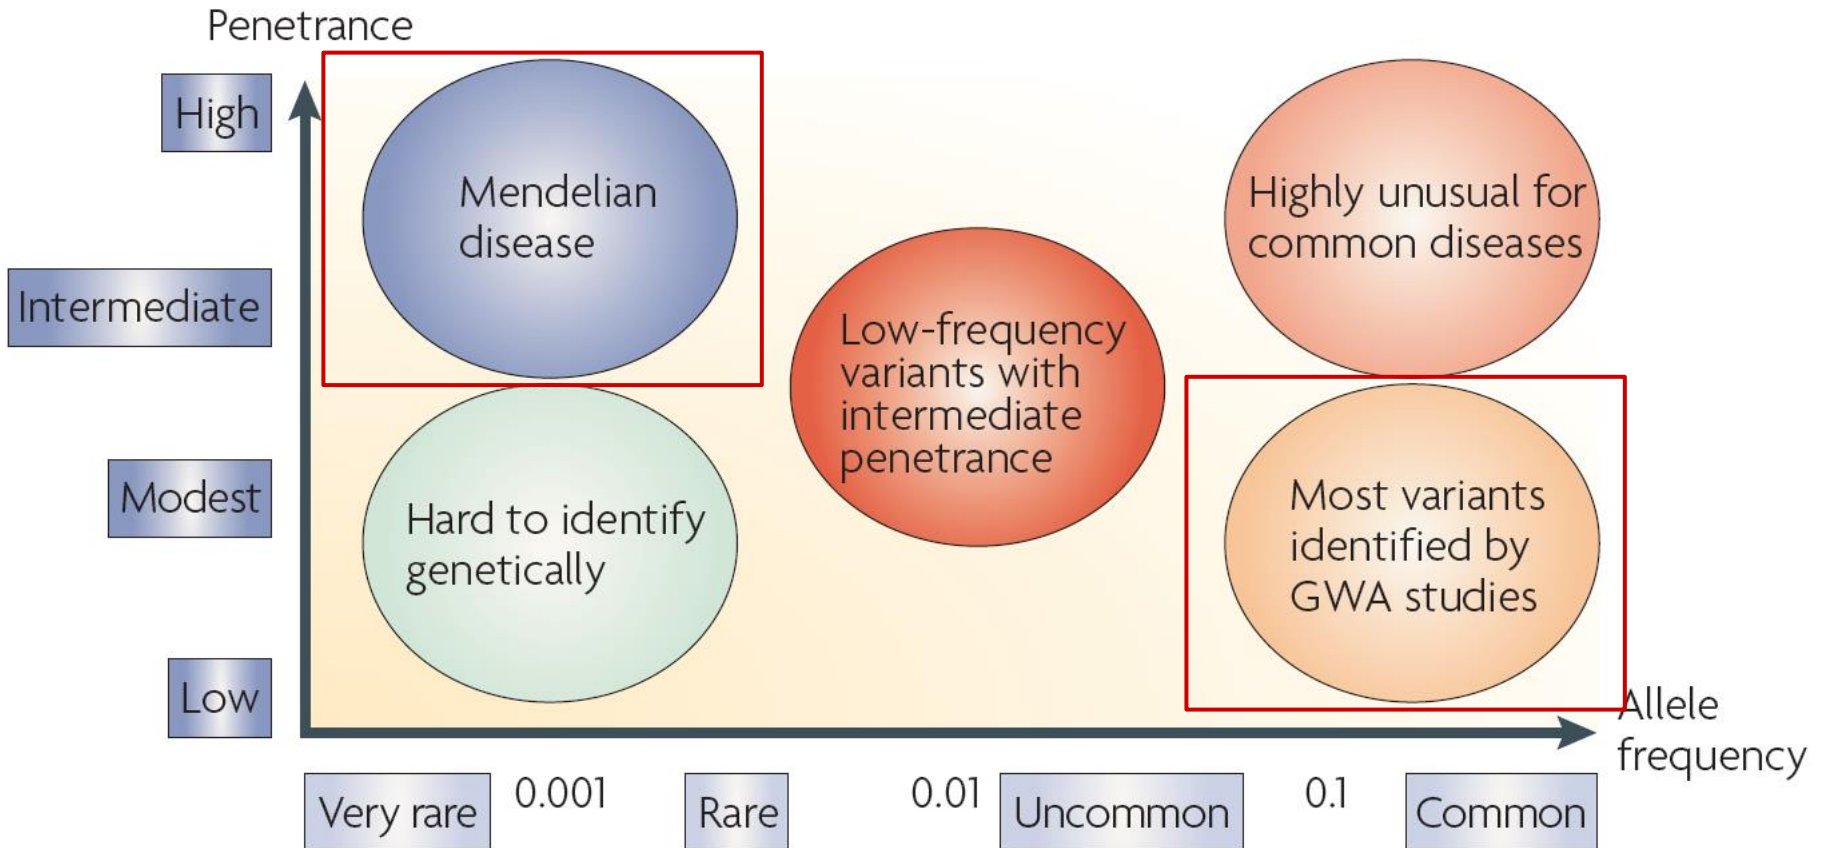 Penetrance
High
Intermediate
Modest
Low
Mendelian
disease
Highly unusual for
common diseases
Low-frequency
variants with
intermediate
penetrance
Hard to identify
genetically
Most variants
identified by
GWA studies
Allele
frequency
Very rare
0.001
Rare
0.01
Uncommon
0.1
Common